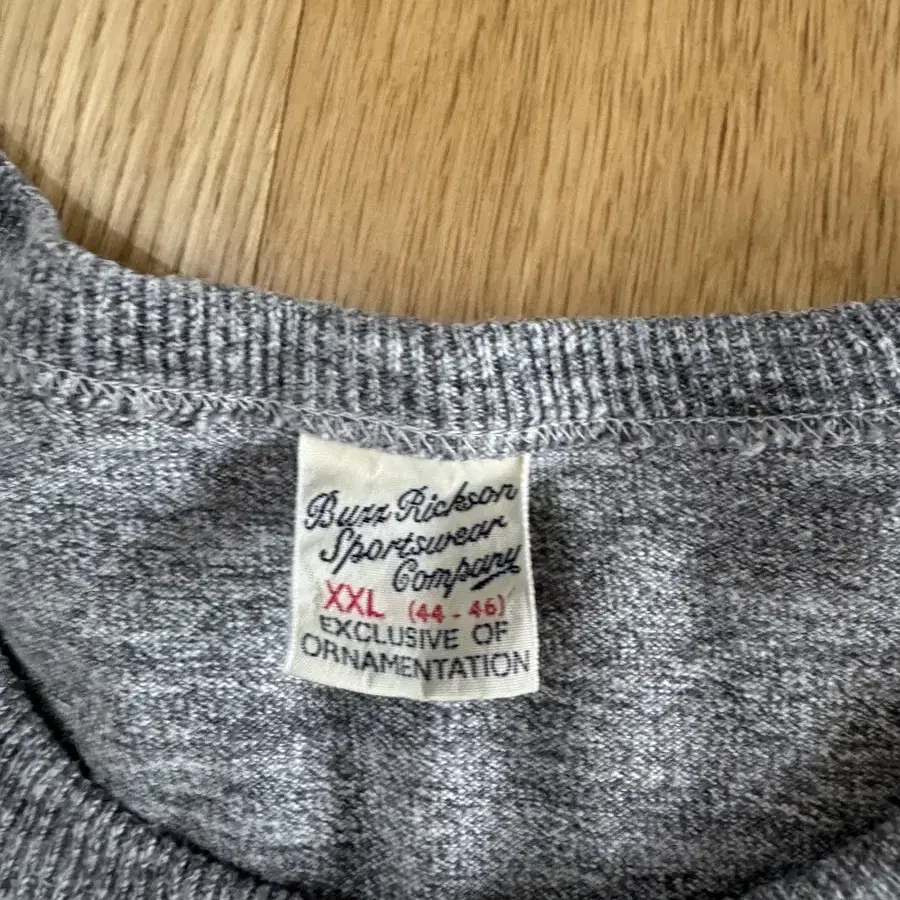 Buzz Rickson
Sportswear
Company
XXL (44 - 46)
EXCLUSIVE OF
ORNAMENTATION